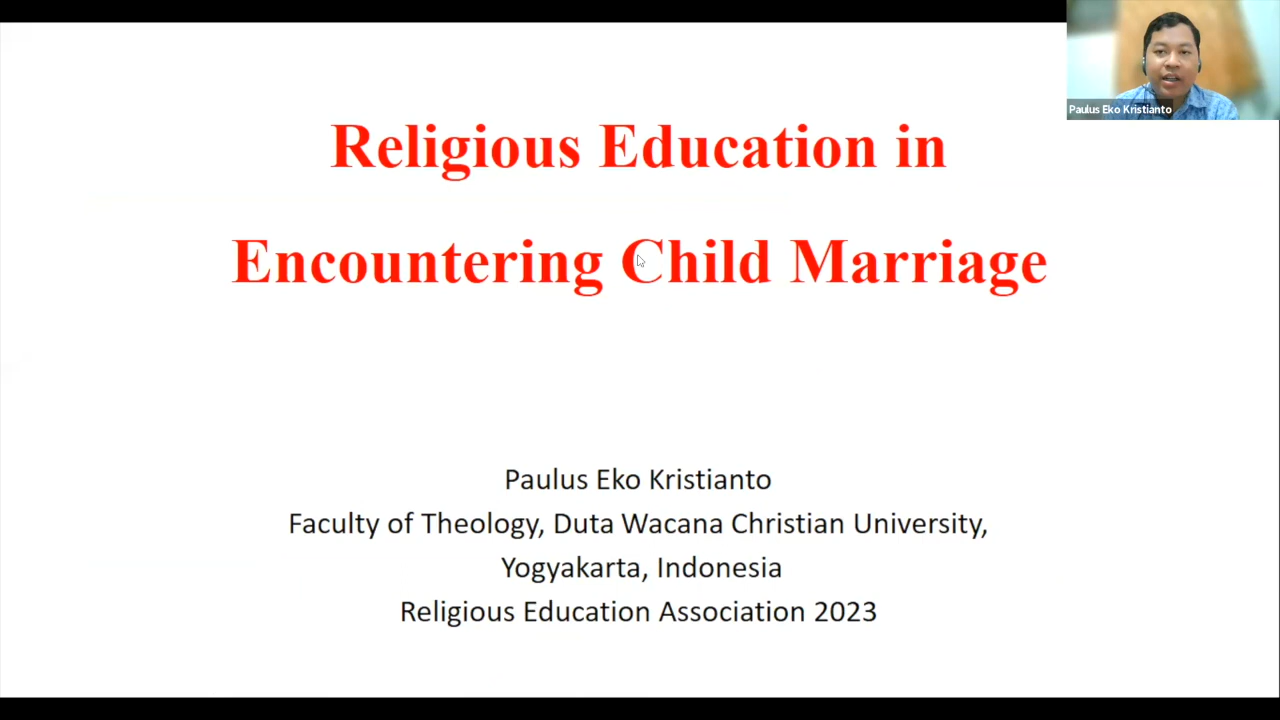 Paulus Eko Kristianto
Religious Education in
Encountering Child Marriage
Paulus Eko Kristianto
Faculty of Theology, Duta Wacana Christian University,
Yogyakarta, Indonesia
Religious Education Association 2023